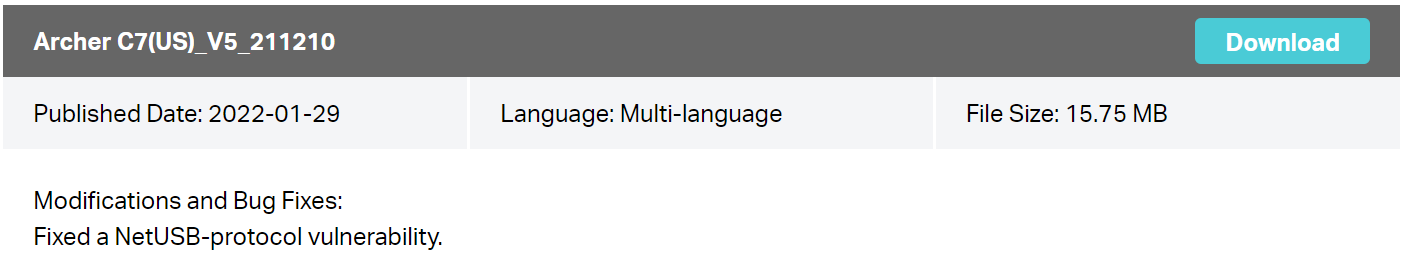 Archer C7(US)_V5_211210
Download
Published Date: 2022-01-29
Language: Multi-language
File Size: 15.75 MB
Modifications and Bug Fixes:
Fixed a NetUSB-protocol vulnerability.